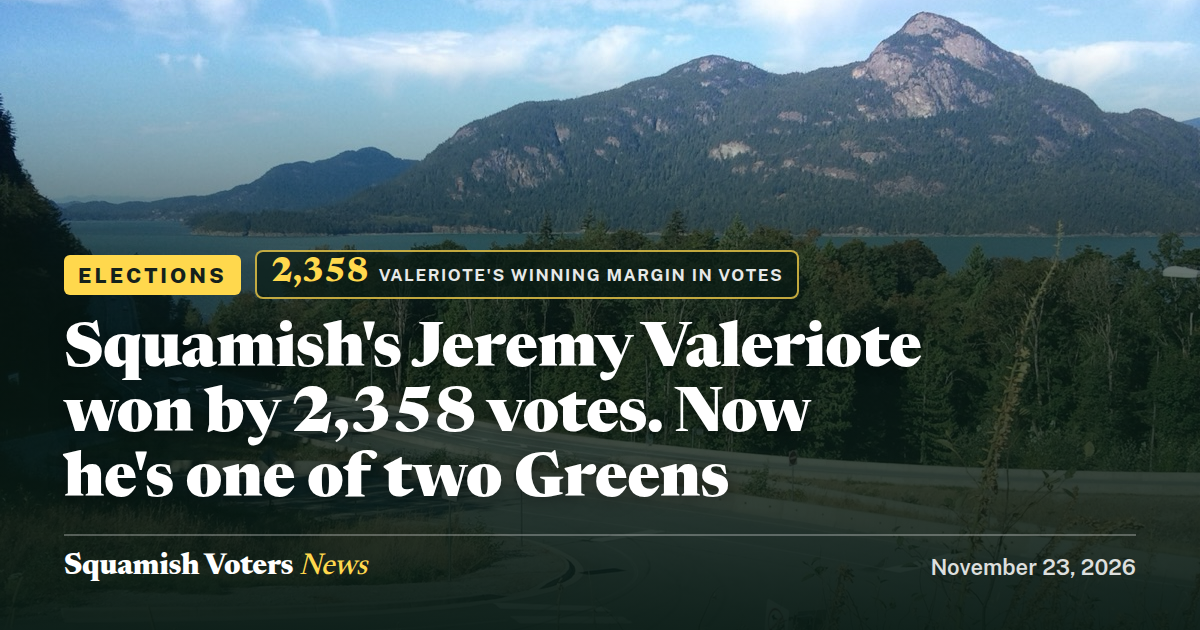 ELECTIONS
2,358 VALERIOTE'S WINNING MARGIN IN VOTES
Squamish's Jeremy Valeriote
won by 2,358 votes. Now
he's one of two Greens
Squamish Voters News
November 23, 2026